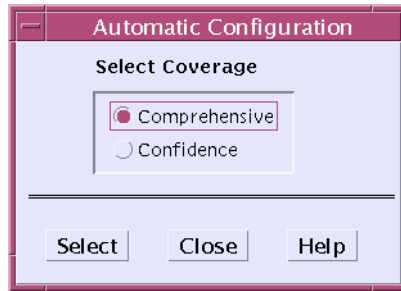 Automatic Configuration
Select Coverage
Comprehensive
Confidence
Select Close Help